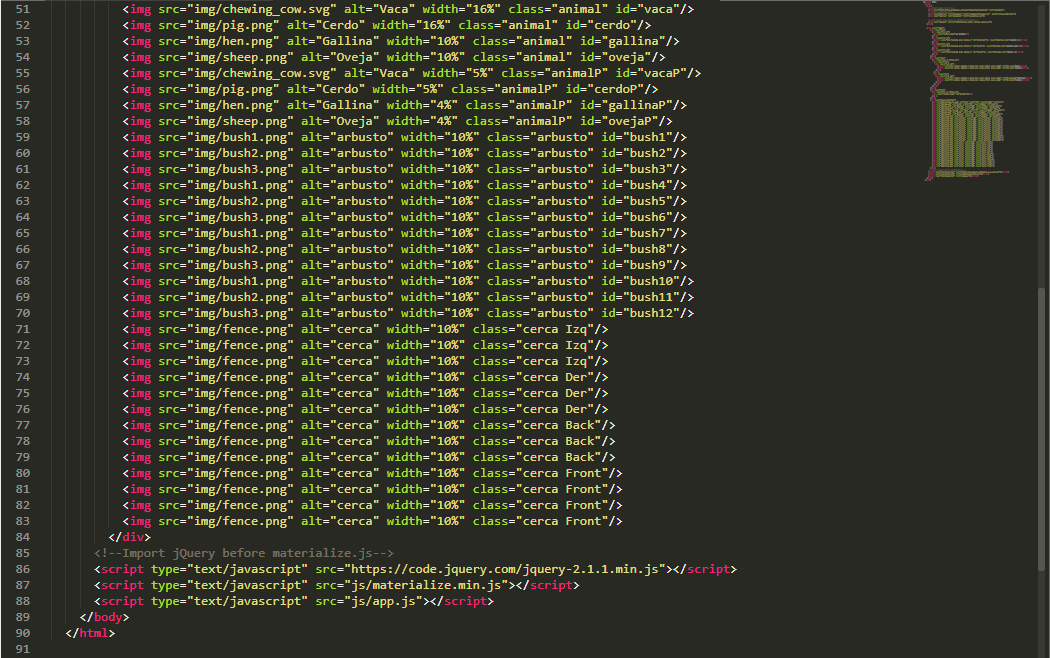 51 <img src="img/chewing_cow.svg" alt="Vaca" width="16%" class="animal" id="vaca"/>
52 <img src="img/pig.png" alt="Cerdo" width="16%" class="animal" id="cerdo"/>
53 <img src="img/hen.png" alt="Gallina" width="10%" class="animal" id="gallina"/>
54 <img src="img/sheep.png" alt="Oveja" width="10%" class="animal" id="oveja"/>
55 <img src="img/chewing_cow.svg" alt="Vaca" width="5%" class="animalP" id="vacaP"/>
56 <img src="img/pig.png" alt="Cerdo" width="5%" class="animalP" id="cerdoP"/>
57 <img src="img/hen.png" alt="Gallina" width="4%" class="animalP" id="gallinaP"/>
58 <img src="img/sheep.png" alt="Oveja" width="4%" class="animalP" id="ovejaP"/>
59 <img src="img/bush1.png" alt="arbusto" width="10%" class="arbusto" id="bush1"/>
60 <img src="img/bush2.png" alt="arbusto" width="10%" class="arbusto" id="bush2"/>
61 <img src="img/bush3.png" alt="arbusto" width="10%" class="arbusto" id="bush3"/>
62 <img src="img/bush1.png" alt="arbusto" width="10%" class="arbusto" id="bush4"/>
63 <img src="img/bush2.png" alt="arbusto" width="10%" class="arbusto" id="bush5"/>
64 <img src="img/bush3.png" alt="arbusto" width="10%" class="arbusto" id="bush6"/>
65 <img src="img/bush1.png" alt="arbusto" width="10%" class="arbusto" id="bush7"/>
66 <img src="img/bush2.png" alt="arbusto" width="10%" class="arbusto" id="bush8"/>
67 <img src="img/bush3.png" alt="arbusto" width="10%" class="arbusto" id="bush9"/>
68 <img src="img/bush1.png" alt="arbusto" width="10%" class="arbusto" id="bush10"/>
69 <img src="img/bush2.png" alt="arbusto" width="10%" class="arbusto" id="bush11"/>
70 <img src="img/bush3.png" alt="arbusto" width="10%" class="arbusto" id="bush12"/>
71 <img src="img/fence.png" alt="cerca" width="10%" class="cerca Izq"/>
72 <img src="img/fence.png" alt="cerca" width="10%" class="cerca Izq"/>
73 <img src="img/fence.png" alt="cerca" width="10%" class="cerca Izq"/>
74 <img src="img/fence.png" alt="cerca" width="10%" class="cerca Der"/>
75 <img src="img/fence.png" alt="cerca" width="10%" class="cerca Der"/>
76 <img src="img/fence.png" alt="cerca" width="10%" class="cerca Der"/>
77 <img src="img/fence.png" alt="cerca" width="10%" class="cerca Back"/>
78 <img src="img/fence.png" alt="cerca" width="10%" class="cerca Back"/>
79 <img src="img/fence.png" alt="cerca" width="10%" class="cerca Back"/>
80 <img src="img/fence.png" alt="cerca" width="10%" class="cerca Front"/>
81 <img src="img/fence.png" alt="cerca" width="10%" class="cerca Front"/>
82 <img src="img/fence.png" alt="cerca" width="10%" class="cerca Front"/>
83 <img src="img/fence.png" alt="cerca" width="10%" class="cerca Front"/>
84 </div>
85 <!--Import jQuery before materialize.js-->
86 <script type="text/javascript" src="https://code.jquery.com/jquery-2.1.1.min.js"></script>
87 <script type="text/javascript" src="js/materialize.min.js"></script>
88 <script type="text/javascript" src="js/app.js"></script>
89 </body>
90 </html>
91